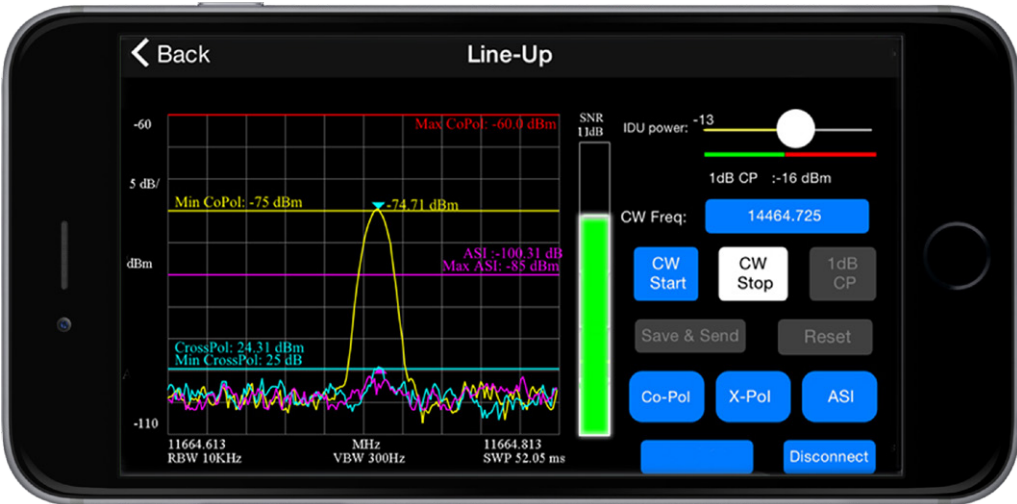 Back
Line-Up
-60
Max CoPol: -60.0 dBm
SNR
11dB
IDU power:
-13
1dB CP :-16 dBm
5 dB/
Min CoPol: -75 dBm
-74.71 dBm
CW Freq:
14464.725
dBm
ASI :-100.31 dB
Max ASI: -85 dBm
CW
Start
CW
Stop
1dB
CP
CrossPol: 24.31 dBm
Min CrossPol: 25 dB
Save & Send
Reset
Co-Pol
X-Pol
ASI
-110
11664.613
MHz
11664.813
RBW 10KHz
VBW 300Hz
SWP 52.05 ms
Disconnect